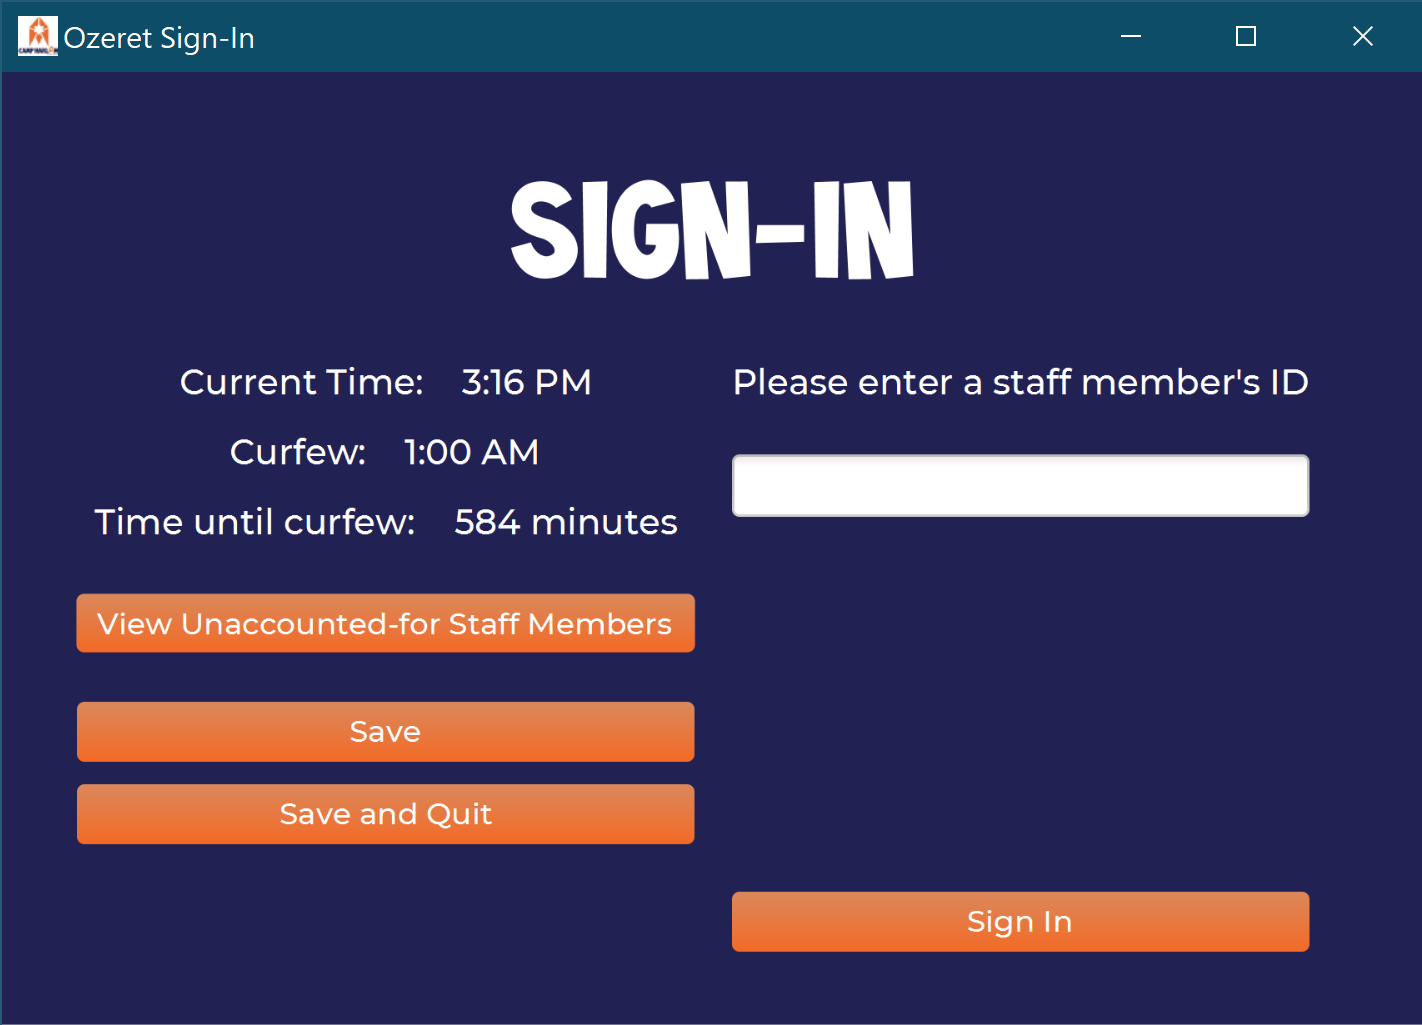 Ozeret Sign-In
SIGN-IN
Current Time: 3:16 PM
Curfew: 1:00 AM
Time until curfew: 584 minutes
View Unaccounted-for Staff Members
Save
Save and Quit
Please enter a staff member's ID
Sign In